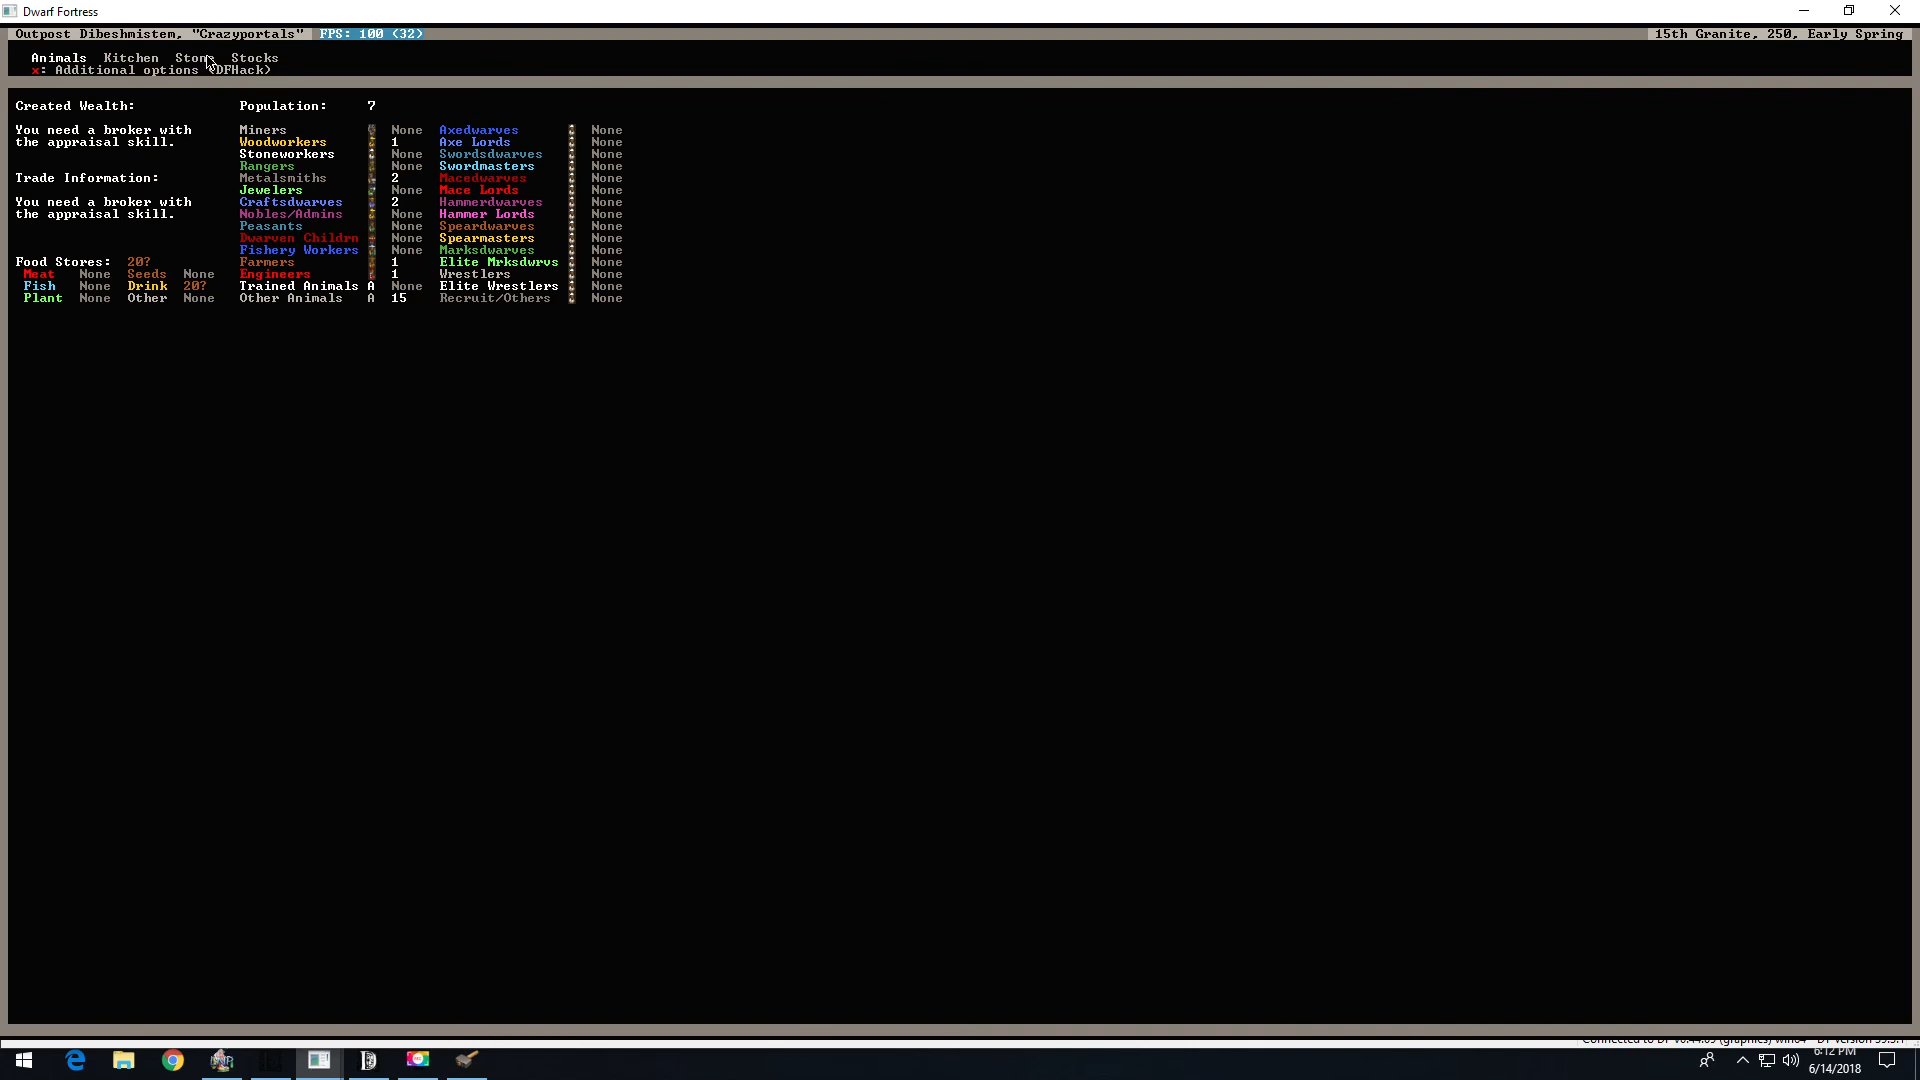 Dwarf Fortress
Outpost Dibeshmistem, "Crazyportals" FPS: 100 (32) 15th Granite, 250, Early Spring
Animals Kitchen Stone Stocks
x: Additional options (DFHack)
Created Wealth: Population: 7
You need a broker with Miners None Axedwarves None
the appraisal skill. Woodworkers 1 Axe Lords None
Stoneworkers None Swordsdwarves None
Rangers None Swordmasters None
Trade Information: Metalsmiths 2 Macedwarves None
Jewelers None Mace Lords None
You need a broker with Craftsdwarves 2 Hammerdwarves None
the appraisal skill. Nobles/Admins None Hammer Lords None
Peasants None Speardwarves None
Dwarven Childrn None Spearmasters None
Fishery Workers None Marksdwarves None
Food Stores: 20? Farmers 1 Elite Mrksdwrvs None
Meat None Seeds None Engineers 1 Wrestlers None
Fish None Drink 20? Trained Animals A None Elite Wrestlers None
Plant None Other None Other Animals A 15 Recruit/Others None
6:12 PM
6/14/2018